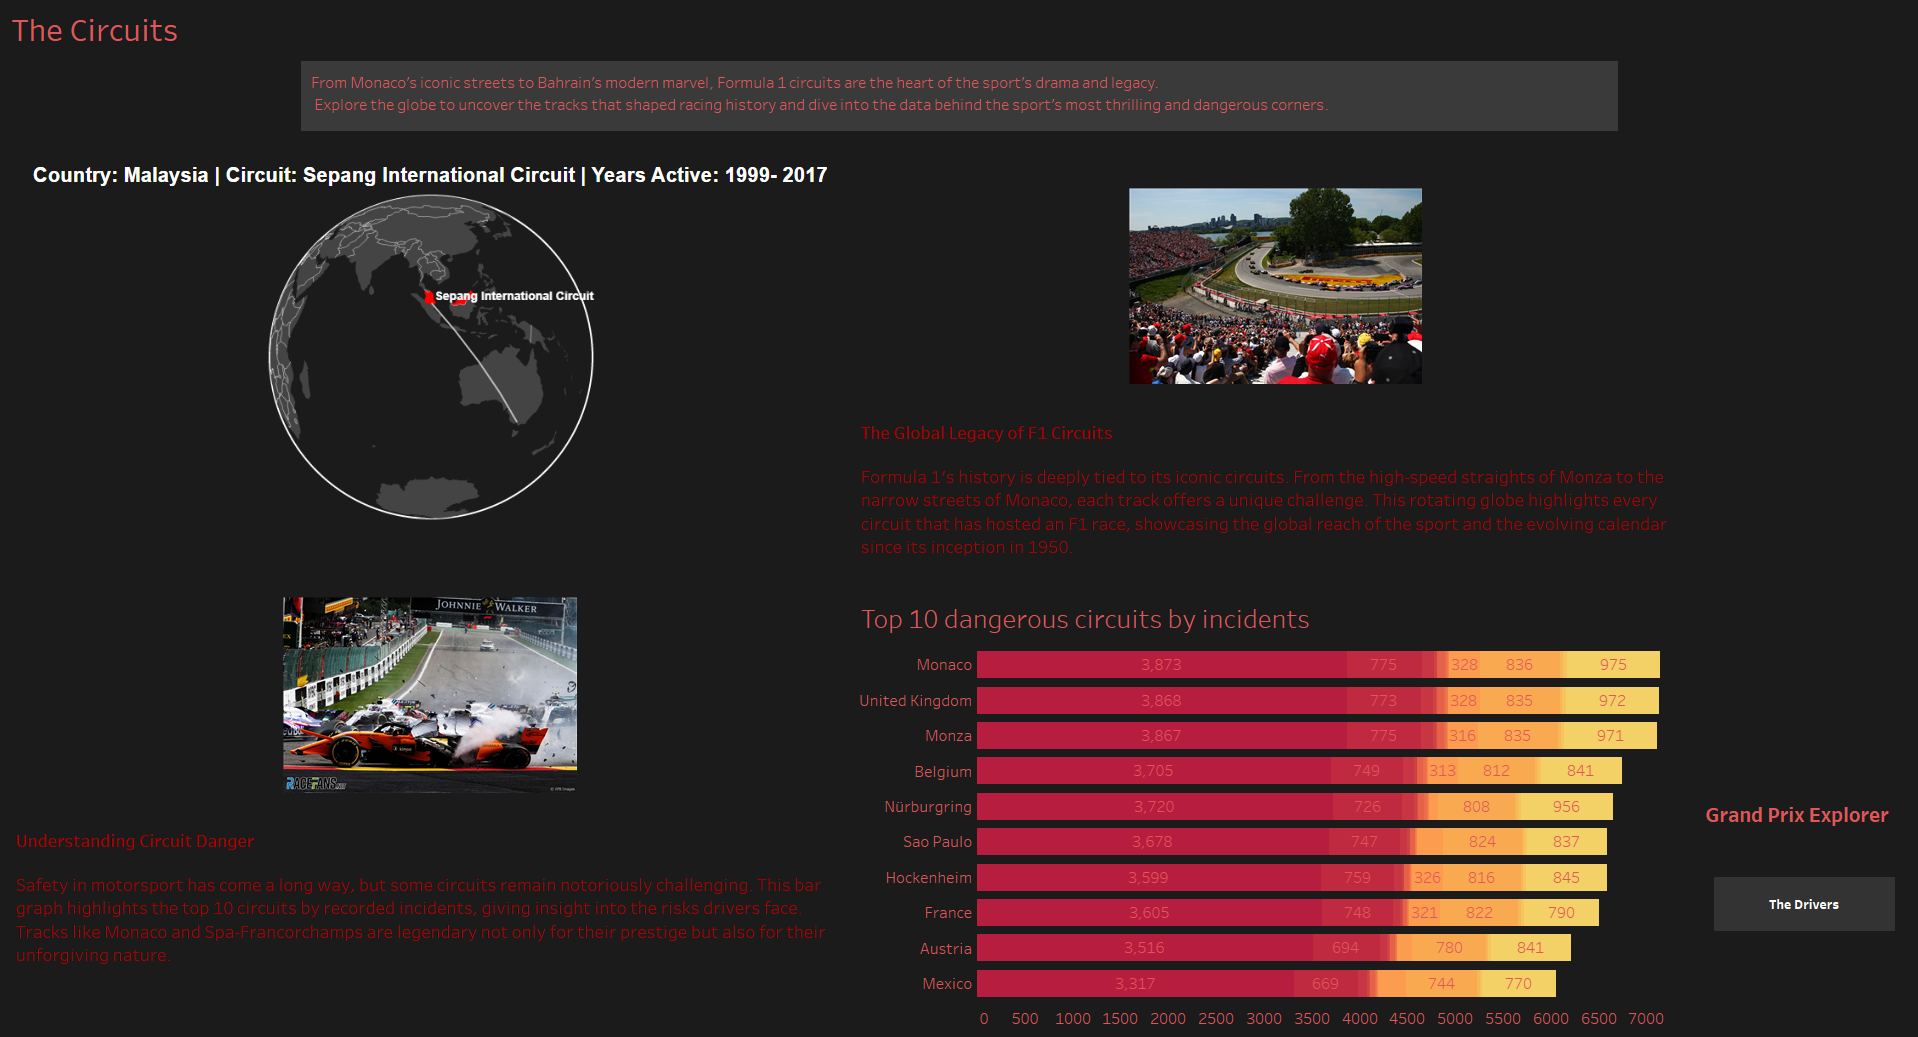 The Circuits
From Monaco’s iconic streets to Bahrain’s modern marvel, Formula 1 circuits are the heart of the sport’s drama and legacy.
Explore the globe to uncover the tracks that shaped racing history and dive into the data behind the sport’s most thrilling and dangerous corners.
Country: Malaysia | Circuit: Sepang International Circuit | Years Active: 1999- 2017
Sepang International Circuit
The Global Legacy of F1 Circuits
Formula 1’s history is deeply tied to its iconic circuits. From the high-speed straights of Monza to the
narrow streets of Monaco, each track offers a unique challenge. This rotating globe highlights every
circuit that has hosted an F1 race, showcasing the global reach of the sport and the evolving calendar
since its inception in 1950.
JOHNNIE WALKER
RACEFANS.NET
Understanding Circuit Danger
Safety in motorsport has come a long way, but some circuits remain notoriously challenging. This bar
graph highlights the top 10 circuits by recorded incidents, giving insight into the risks drivers face.
Tracks like Monaco and Spa-Francorchamps are legendary not only for their prestige but also for their
unforgiving nature.
Top 10 dangerous circuits by incidents
Monaco 3,873 775 328 836 975
United Kingdom 3,868 773 328 835 972
Monza 3,867 775 316 835 971
Belgium 3,705 749 313 812 841
Nürburgring 3,720 726 808 956
Sao Paulo 3,678 747 824 837
Hockenheim 3,599 759 326 816 845
France 3,605 748 321 822 790
Austria 3,516 694 780 841
Mexico 3,317 669 744 770
0 500 1000 1500 2000 2500 3000 3500 4000 4500 5000 5500 6000 6500 7000
Grand Prix Explorer
The Drivers